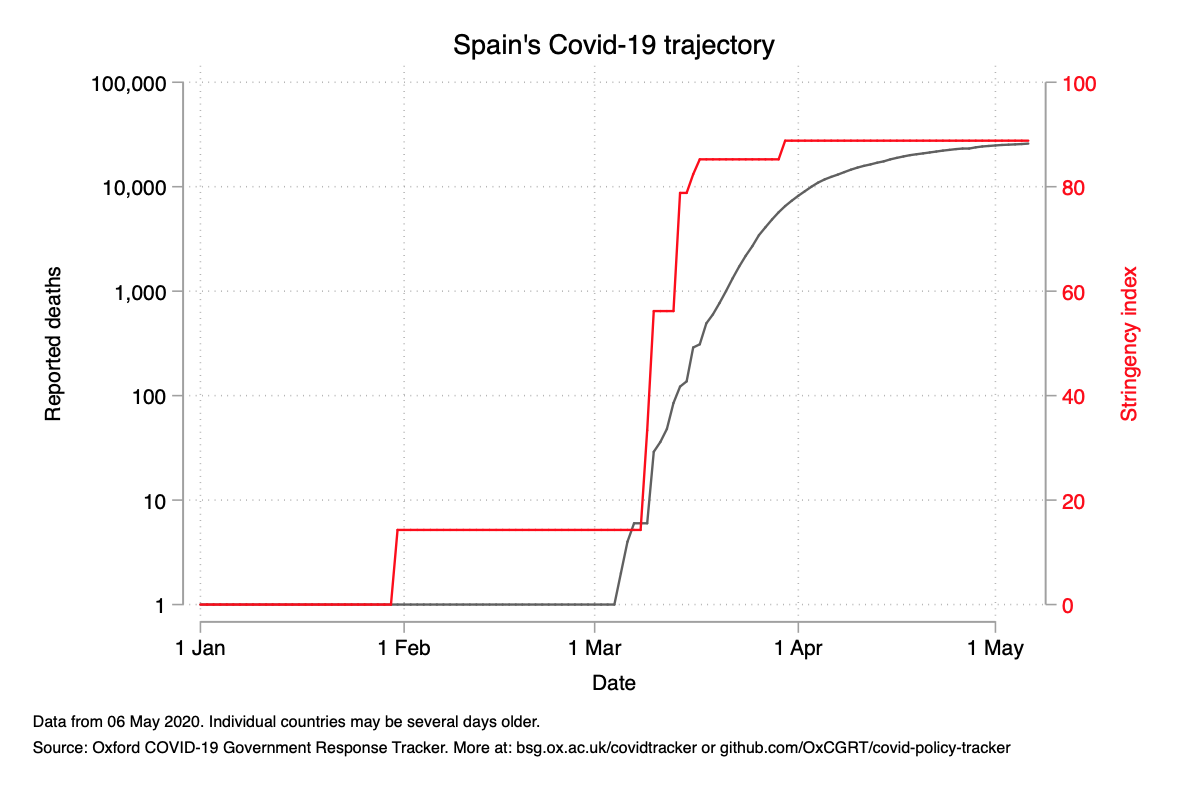 Spain's Covid-19 trajectory
100,000
10,000
1,000
100
10
1
Reported deaths
100
80
60
40
20
0
Stringency index
1 Jan
1 Feb
1 Mar
1 Apr
1 May
Date
Data from 06 May 2020. Individual countries may be several days older.
Source: Oxford COVID-19 Government Response Tracker. More at: bsg.ox.ac.uk/covidtracker or github.com/OxCGRT/covid-policy-tracker